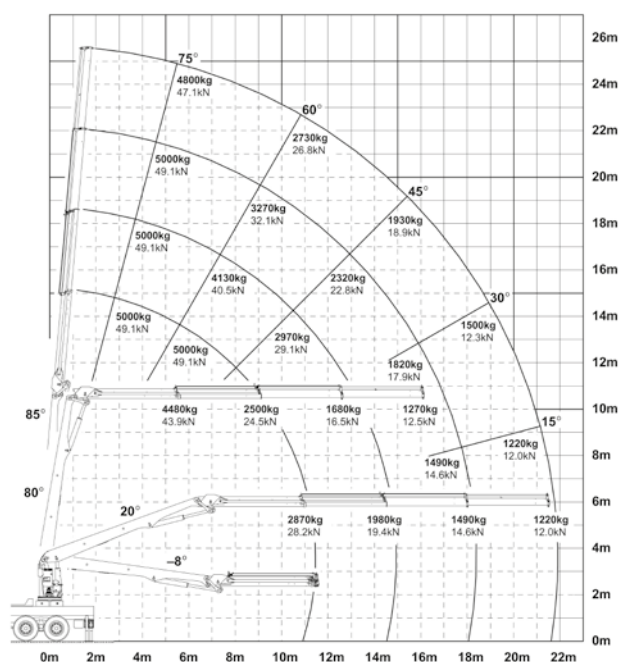 26m
75°
4800kg
47.1kN
24m
60°
2730kg
26.8kN
22m
5000kg
49.1kN
45°
20m
3270kg
32.1kN
1930kg
18.9kN
18m
5000kg
49.1kN
4130kg
40.5kN
2320kg
22.8kN
16m
30°
5000kg
49.1kN
2970kg
29.1kN
1500kg
12.3kN
14m
5000kg
49.1kN
1820kg
17.9kN
12m
85°
4480kg
43.9kN
2500kg
24.5kN
1680kg
16.5kN
1270kg
12.5kN
10m
15°
1220kg
12.0kN
1490kg
14.6kN
8m
80°
20°
6m
2870kg
28.2kN
1980kg
19.4kN
1490kg
14.6kN
1220kg
12.0kN
4m
–8°
2m
0m
0m 2m 4m 6m 8m 10m 12m 14m 16m 18m 20m 22m